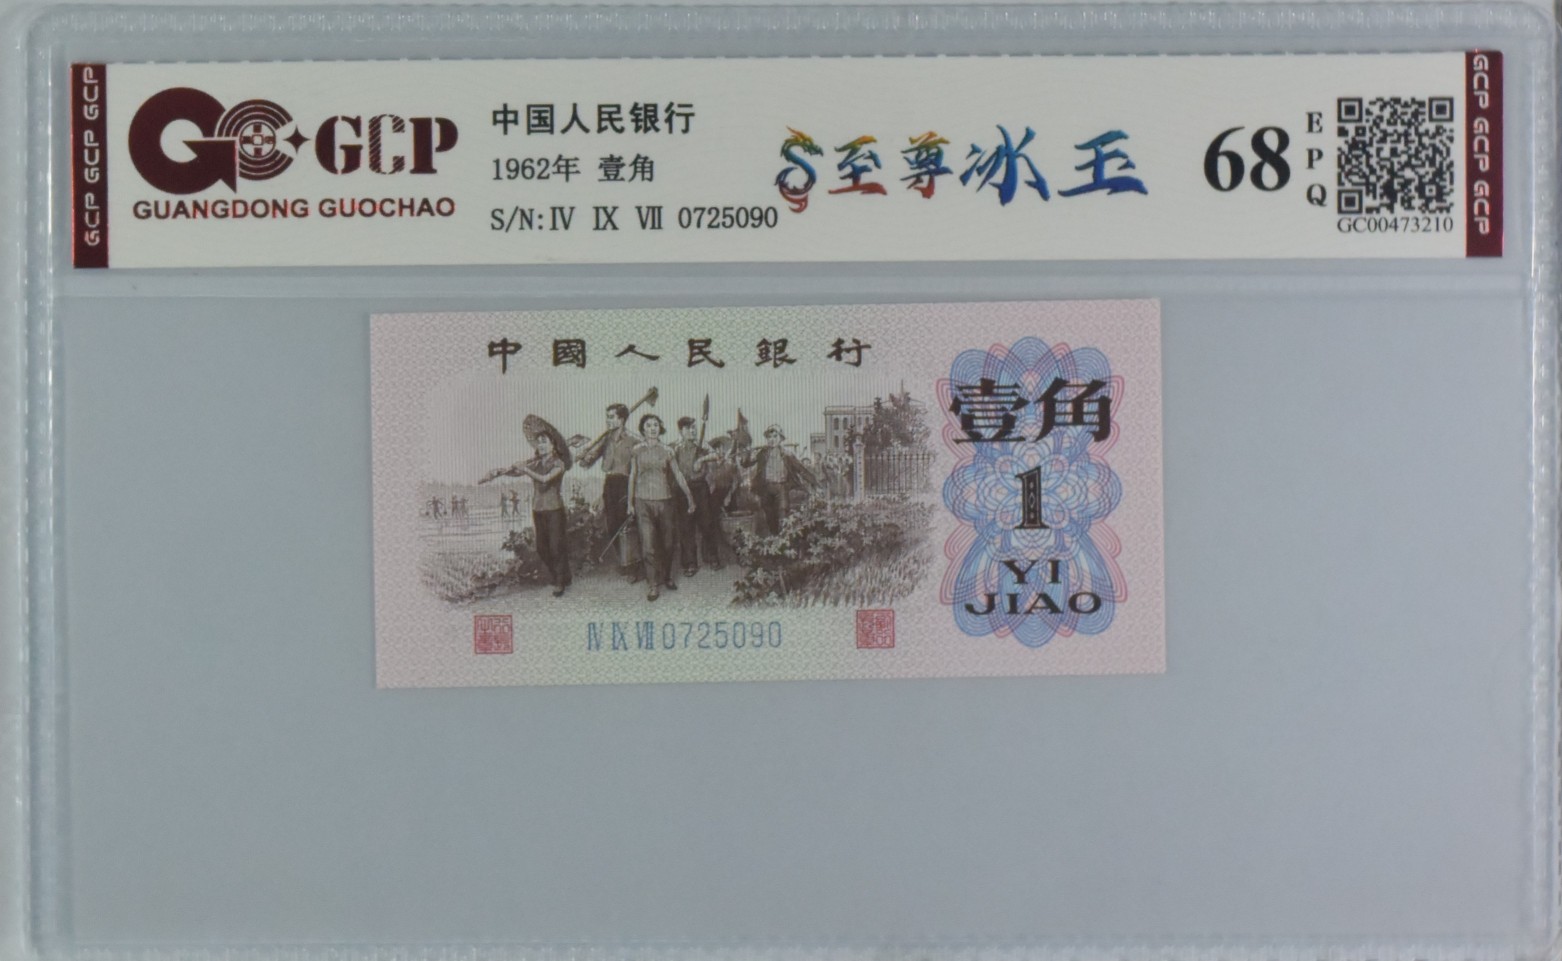 GCP GCP GCP
GCP
GUANGDONG GUOCHAO
中国人民银行
1962年 壹角
S/N:Ⅳ Ⅸ Ⅶ 0725090
至尊冰玉
68
EPQ
GC00473210
GCP GCP GCP
中國人民銀行
壹角
1
YI
JIAO
Ⅳ Ⅸ Ⅶ 0725090